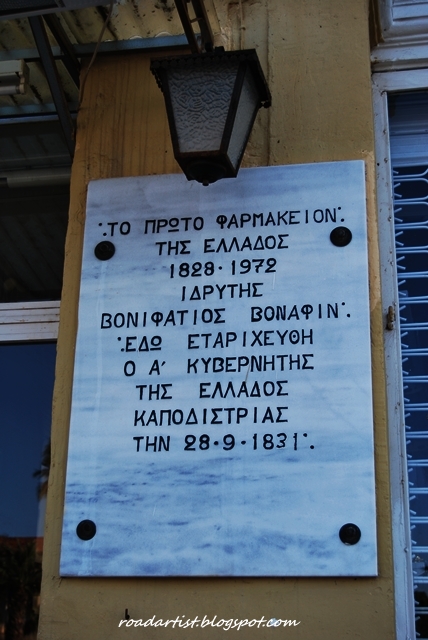 ∴ΤΟ ΠΡΩΤΟ ΦΑΡΜΑΚΕΙΟΝ∴
ΤΗΣ ΕΛΛΑΔΟΣ
1828·1972
ΙΔΡΥΤΗΣ
ΒΟΝΙΦΑΤΙΟΣ ΒΟΝΑΦΙΝ∴
∴ΕΔΩ ΕΤΑΡΙΧΕΥΘΗ
Ο Α΄ ΚΥΒΕΡΝΗΤΗΣ
ΤΗΣ ΕΛΛΑΔΟΣ
ΚΑΠΟΔΙΣΤΡΙΑΣ
ΤΗΝ 28·9·1831∴
roadartist.blogspot.com